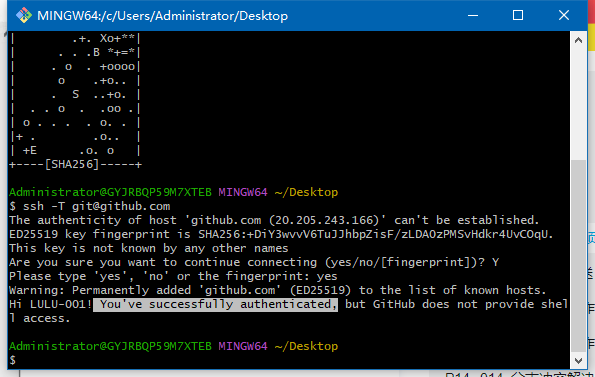 MINGW64:/c/Users/Administrator/Desktop
|        .+. Xo+**|
|      . . .B *+=*|
|     . o  . +oooo|
|      o    .+o.. |
|     .  S  ..+o. |
|  . . o  .  .oo .|
| o . . . .  . o. . |
|+ .        .o..  |
| +E      .o. o   |
+----[SHA256]-----+
Administrator@GYJRBQP59M7XTEB MINGW64 ~/Desktop
$ ssh -T git@github.com
The authenticity of host 'github.com (20.205.243.166)' can't be established.
ED25519 key fingerprint is SHA256:+DiY3wvvV6TuJJhbpZisF/zLDAOzPMSvHdkr4UvCOqU.
This key is not known by any other names
Are you sure you want to continue connecting (yes/no/[fingerprint])? Y
Please type 'yes', 'no' or the fingerprint: yes
Warning: Permanently added 'github.com' (ED25519) to the list of known hosts.
Hi LULU-001! You've successfully authenticated, but GitHub does not provide shel
l access.
Administrator@GYJRBQP59M7XTEB MINGW64 ~/Desktop
$